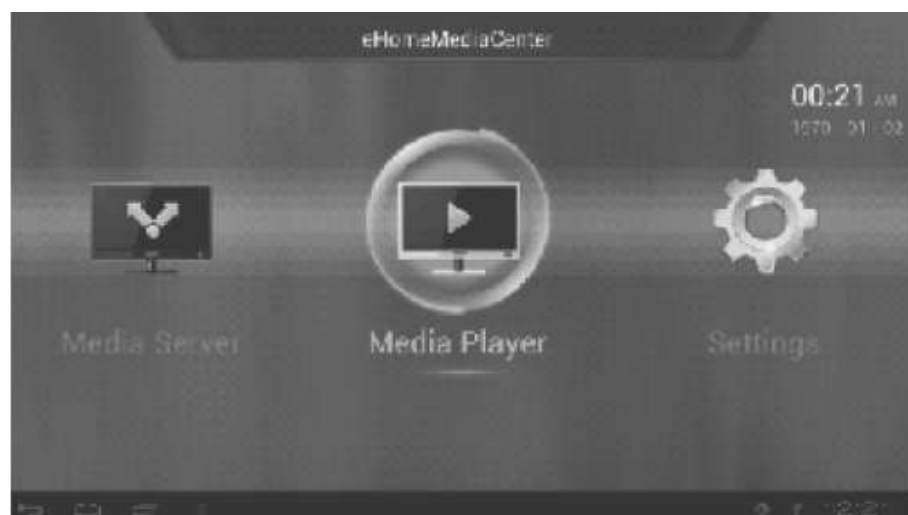 eHomeMediaCenter
00:21 AM
1970 01 02
Media Server
Media Player
Settings